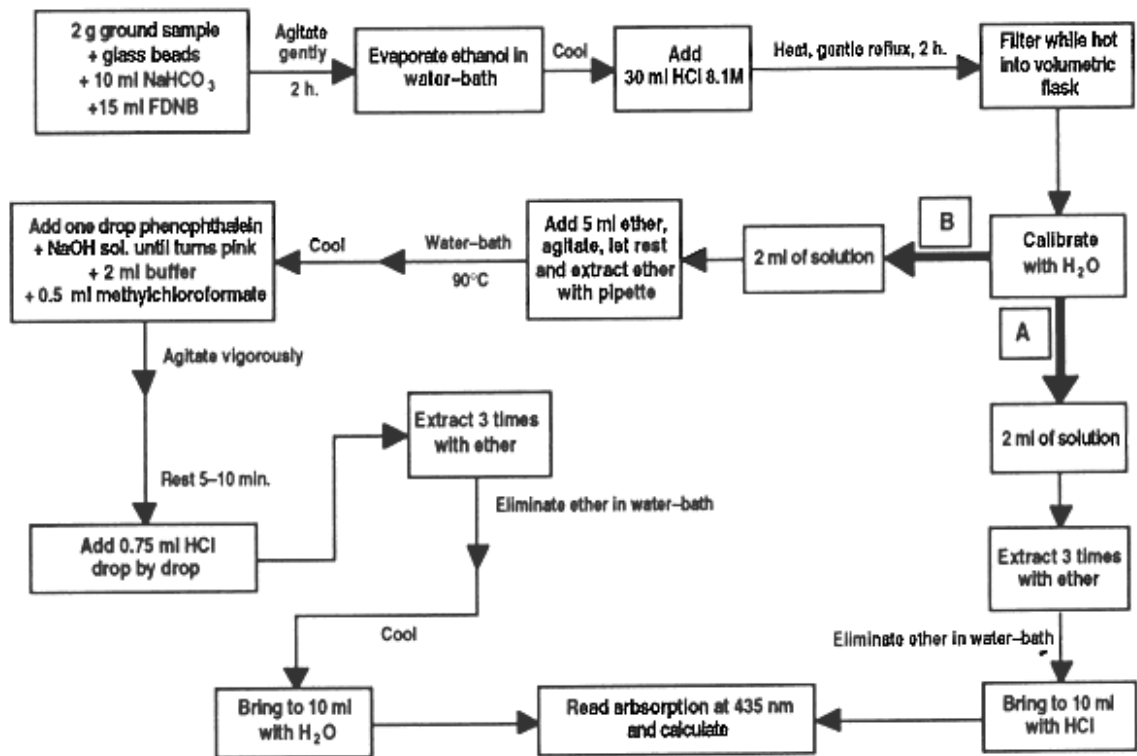 2 g ground sample
+ glass beads
+ 10 ml NaHCO3
+15 ml FDNB
Agitate
gently
2 h.
Evaporate ethanol in
water-bath
Cool
Add
30 ml HCl 8.1M
Heat, gentle reflux, 2 h.
Filter while hot
into volumetric
flask
Calibrate
with H2O
B
2 ml of solution
Add 5 ml ether,
agitate, let rest
and extract ether
with pipette
Water-bath
90°C
Cool
Add one drop phenophthalein
+ NaOH sol. until turns pink
+ 2 ml buffer
+ 0.5 ml methylchloroformate
Agitate vigorously
Rest 5-10 min.
Add 0.75 ml HCl
drop by drop
Extract 3 times
with ether
Eliminate ether in water-bath
Cool
Bring to 10 ml
with H2O
A
2 ml of solution
Extract 3 times
with ether
Eliminate ether in water-bath
Bring to 10 ml
with HCl
Read arbsorption at 435 nm
and calculate